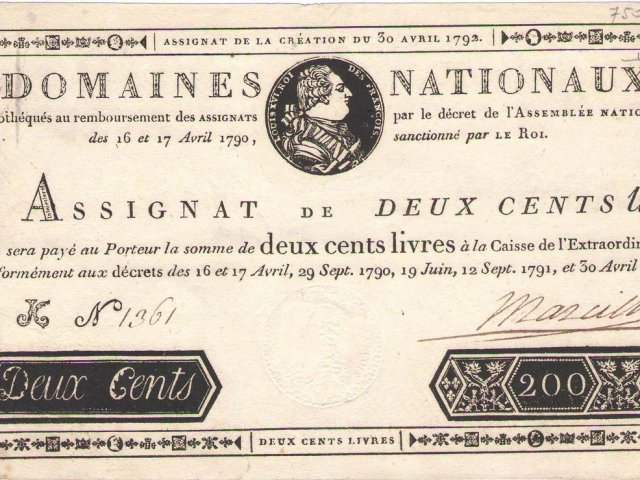 ASSIGNAT DE LA CRÉATION DU 30 AVRIL 1792.
DOMAINES NATIONAUX
LOUIS XVI ROI DES FRANÇOIS
othéqués au remboursement des ASSIGNATS par le décret de l'ASSEMBLÉE NATIO
des 16 et 17 Avril 1790, sanctionné par LE ROI.
ASSIGNAT DE DEUX CENTS
sera payé au Porteur la somme de deux cents livres à la Caisse de l'Extraordin
formément aux décrets des 16 et 17 Avril, 29 Sept. 1790, 19 Juin, 12 Sept. 1791, et 30 Avril
K N° 1361
Deux Cents 200
DEUX CENTS LIVRES